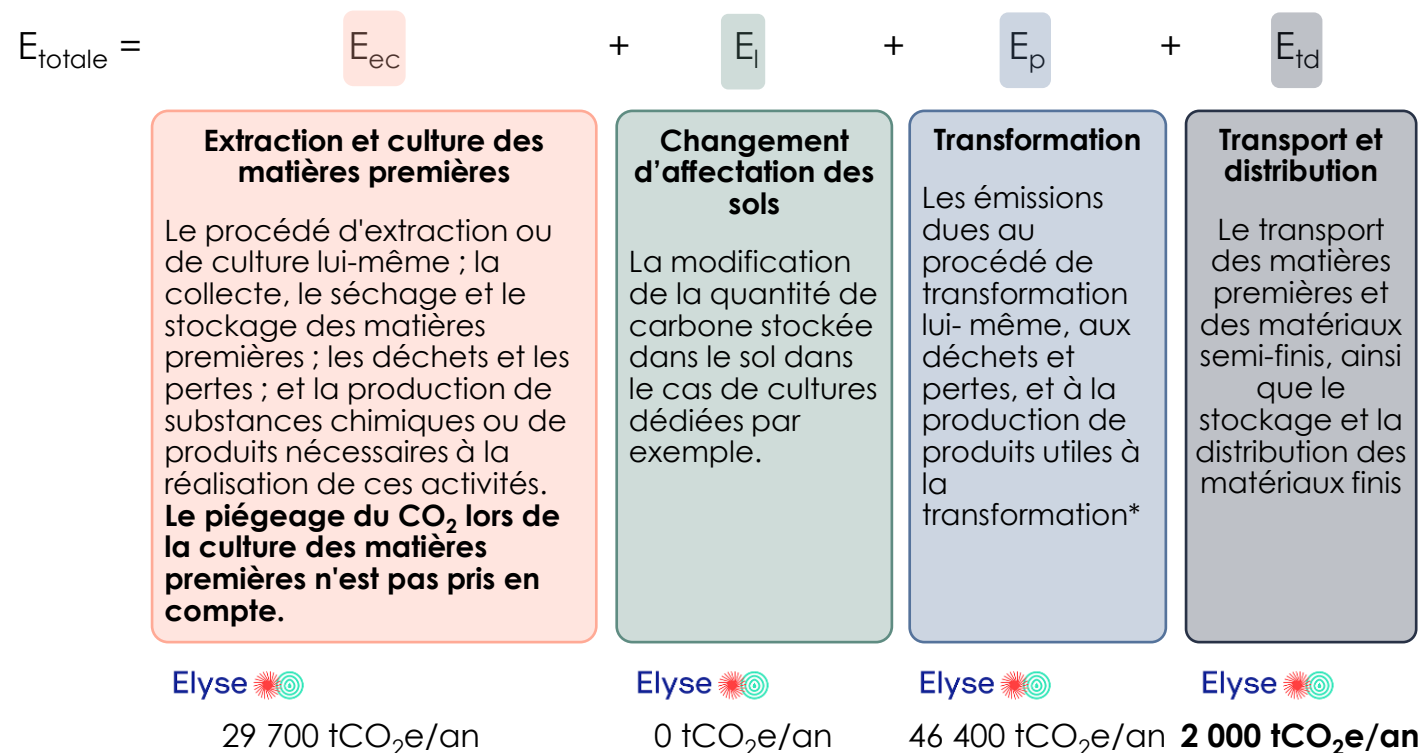 E_totale = E_ec + E_l + E_p + E_td
Extraction et culture des
matières premières
Le procédé d'extraction ou
de culture lui-même ; la
collecte, le séchage et le
stockage des matières
premières ; les déchets et les
pertes ; et la production de
substances chimiques ou de
produits nécessaires à la
réalisation de ces activités.
Le piégeage du CO₂ lors de
la culture des matières
premières n'est pas pris en
compte.
Changement
d'affectation des
sols
La modification
de la quantité de
carbone stockée
dans le sol dans
le cas de cultures
dédiées par
exemple.
Transformation
Les émissions
dues au
procédé de
transformation
lui- même, aux
déchets et
pertes, et à la
production de
produits utiles à
la
transformation*
Transport et
distribution
Le transport
des matières
premières et
des matériaux
semi-finis, ainsi
que le
stockage et la
distribution des
matériaux finis
Elyse
29 700 tCO₂e/an
Elyse
0 tCO₂e/an
Elyse
46 400 tCO₂e/an
Elyse
2 000 tCO₂e/an